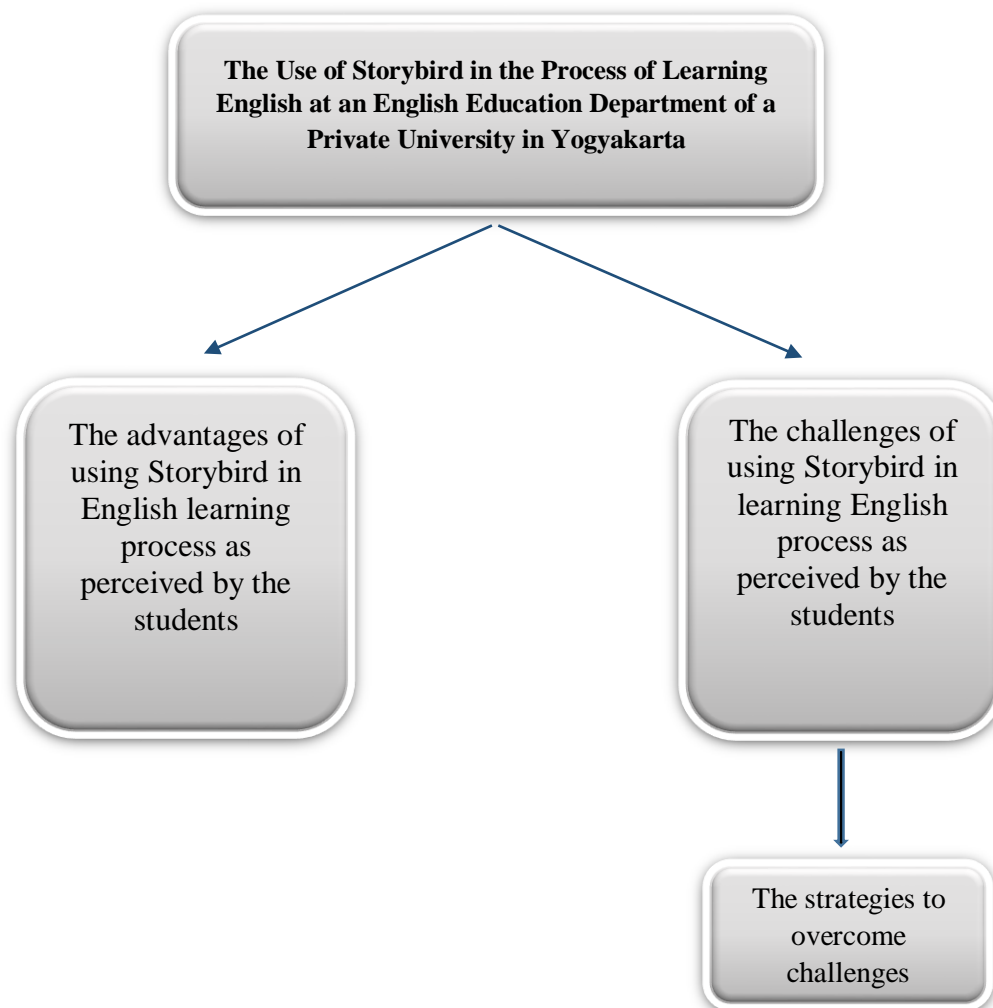 The Use of Storybird in the Process of Learning
English at an English Education Department of a
Private University in Yogyakarta
The advantages of
using Storybird in
English learning
process as
perceived by the
students
The challenges of
using Storybird in
learning English
process as
perceived by the
students
The strategies to
overcome
challenges